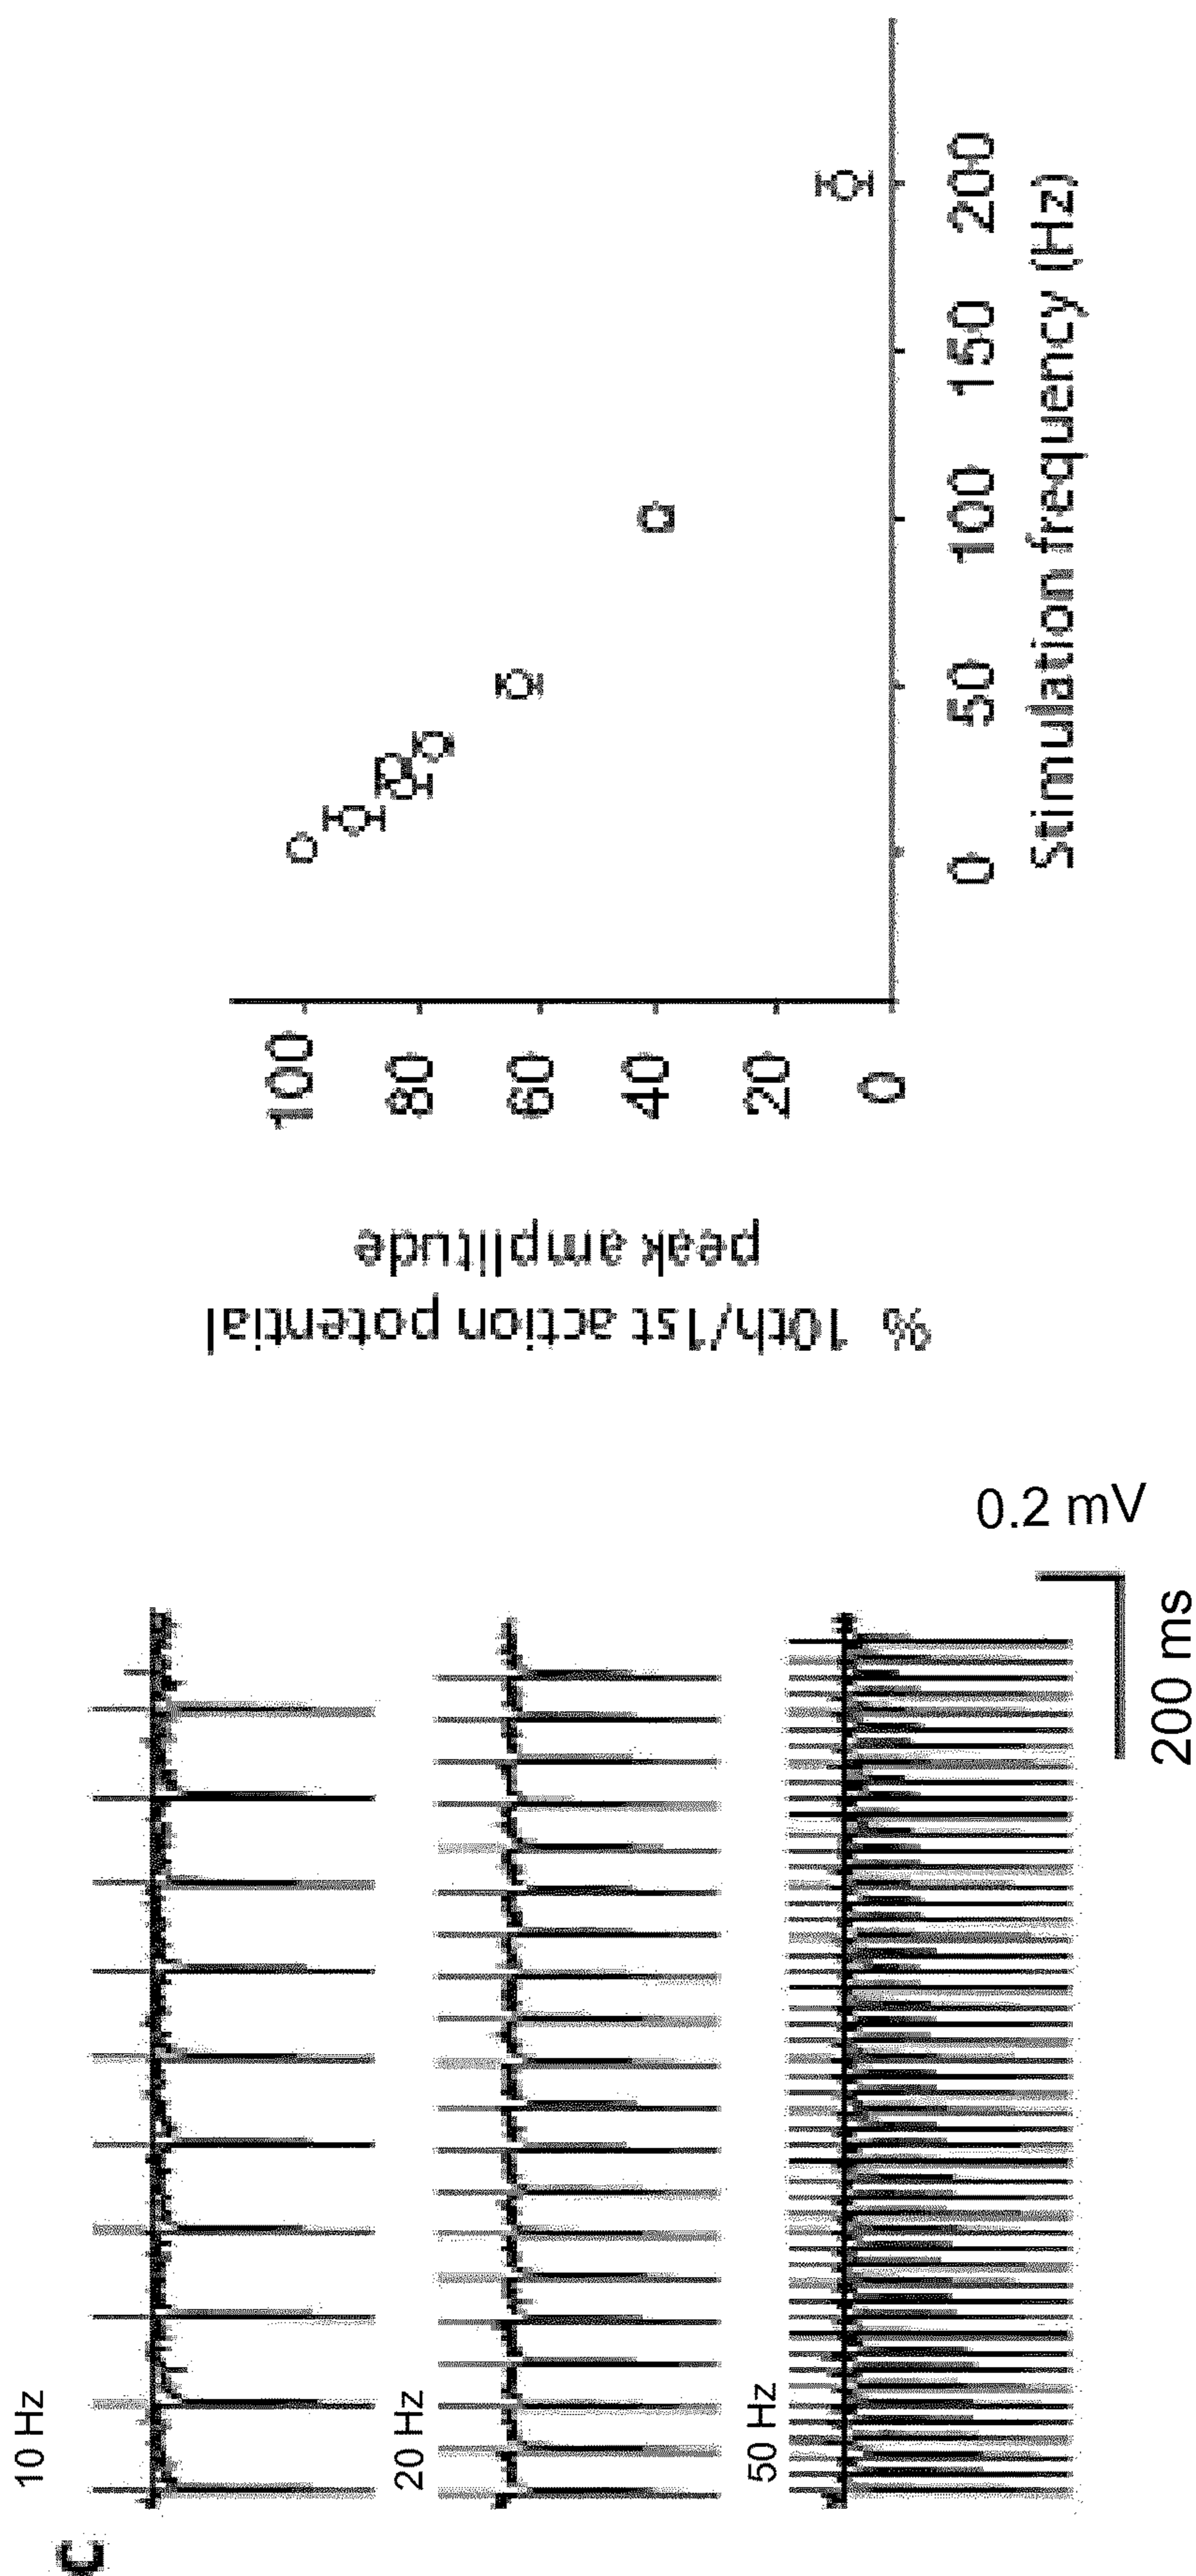 c
10 Hz
20 Hz
50 Hz
0.2 mV
200 ms
% 10th/1st action potential
peak amplitude
100
80
60
40
20
0
0 50 100 150 200
Stimulation frequency (Hz)